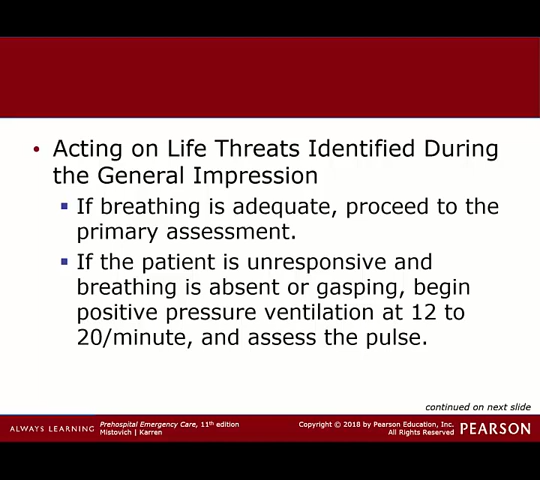 • Acting on Life Threats Identified During
the General Impression
▪ If breathing is adequate, proceed to the
primary assessment.
▪ If the patient is unresponsive and
breathing is absent or gasping, begin
positive pressure ventilation at 12 to
20/minute, and assess the pulse.
continued on next slide
ALWAYS LEARNING
Prehospital Emergency Care, 11th edition
Mistovich | Karren
Copyright © 2018 by Pearson Education, Inc.
All Rights Reserved
PEARSON